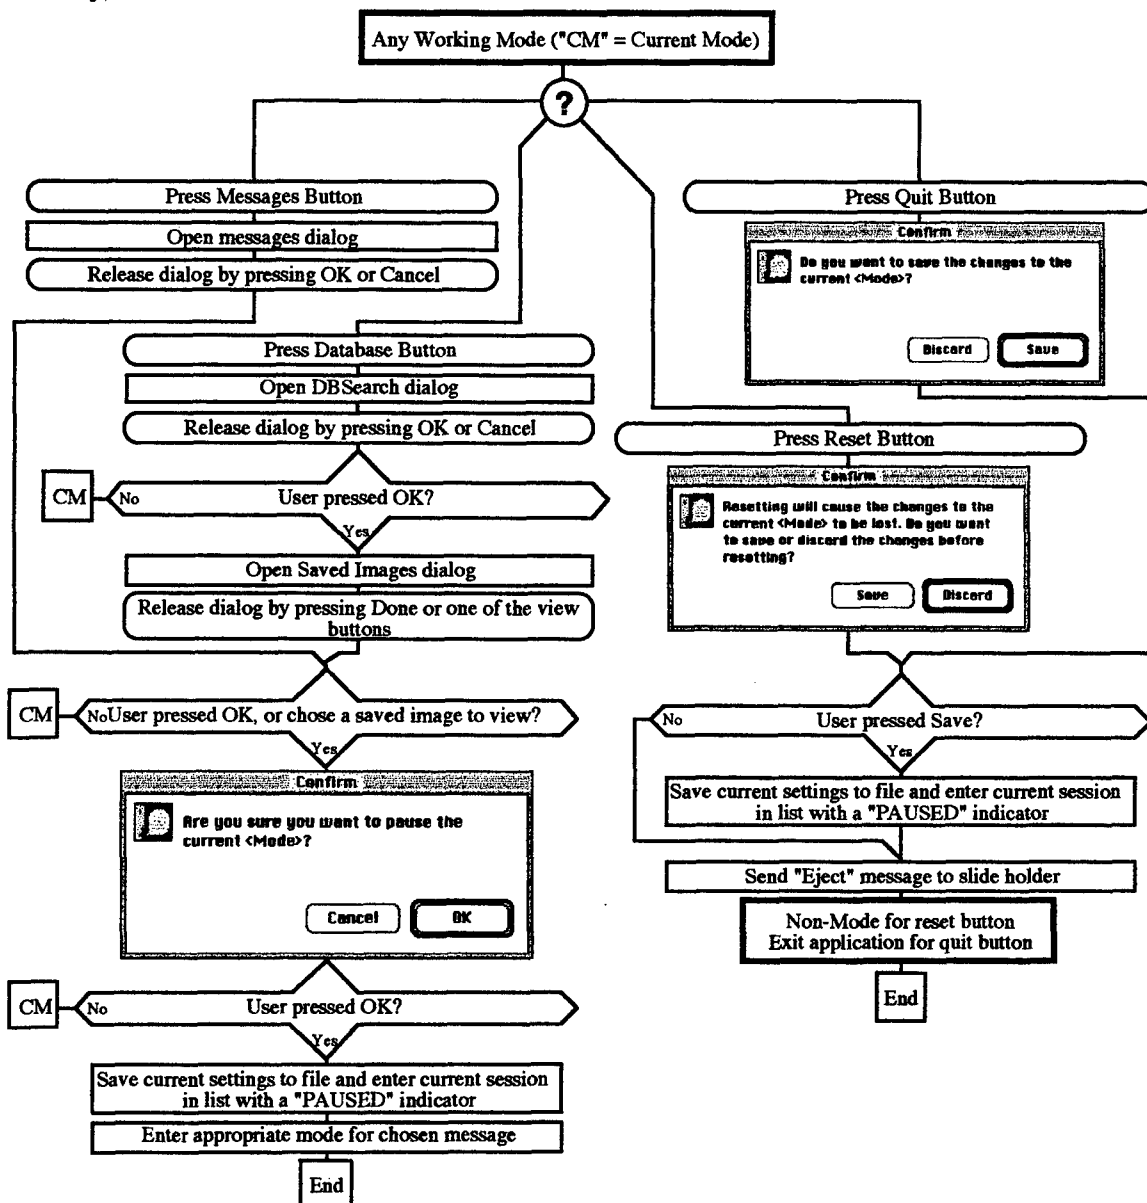 Any Working Mode ("CM" = Current Mode)
?
Press Messages Button
Open messages dialog
Release dialog by pressing OK or Cancel
Press Database Button
Open DBSearch dialog
Release dialog by pressing OK or Cancel
CM
No
User pressed OK?
Yes
Open Saved Images dialog
Release dialog by pressing Done or one of the view
buttons
CM
No
User pressed OK, or chose a saved image to view?
Yes
Confirm
Are you sure you want to pause the
current <Mode>?
Cancel
OK
CM
No
User pressed OK?
Yes
Save current settings to file and enter current session
in list with a "PAUSED" indicator
Enter appropriate mode for chosen message
End
Press Quit Button
Confirm
Do you want to save the changes to the
current <Mode>?
Discard
Save
Press Reset Button
Confirm
Resetting will cause the changes to the
current <Mode> to be lost. Do you want
to save or discard the changes before
resetting?
Save
Discard
No
User pressed Save?
Yes
Save current settings to file and enter current session
in list with a "PAUSED" indicator
Send "Eject" message to slide holder
Non-Mode for reset button
Exit application for quit button
End